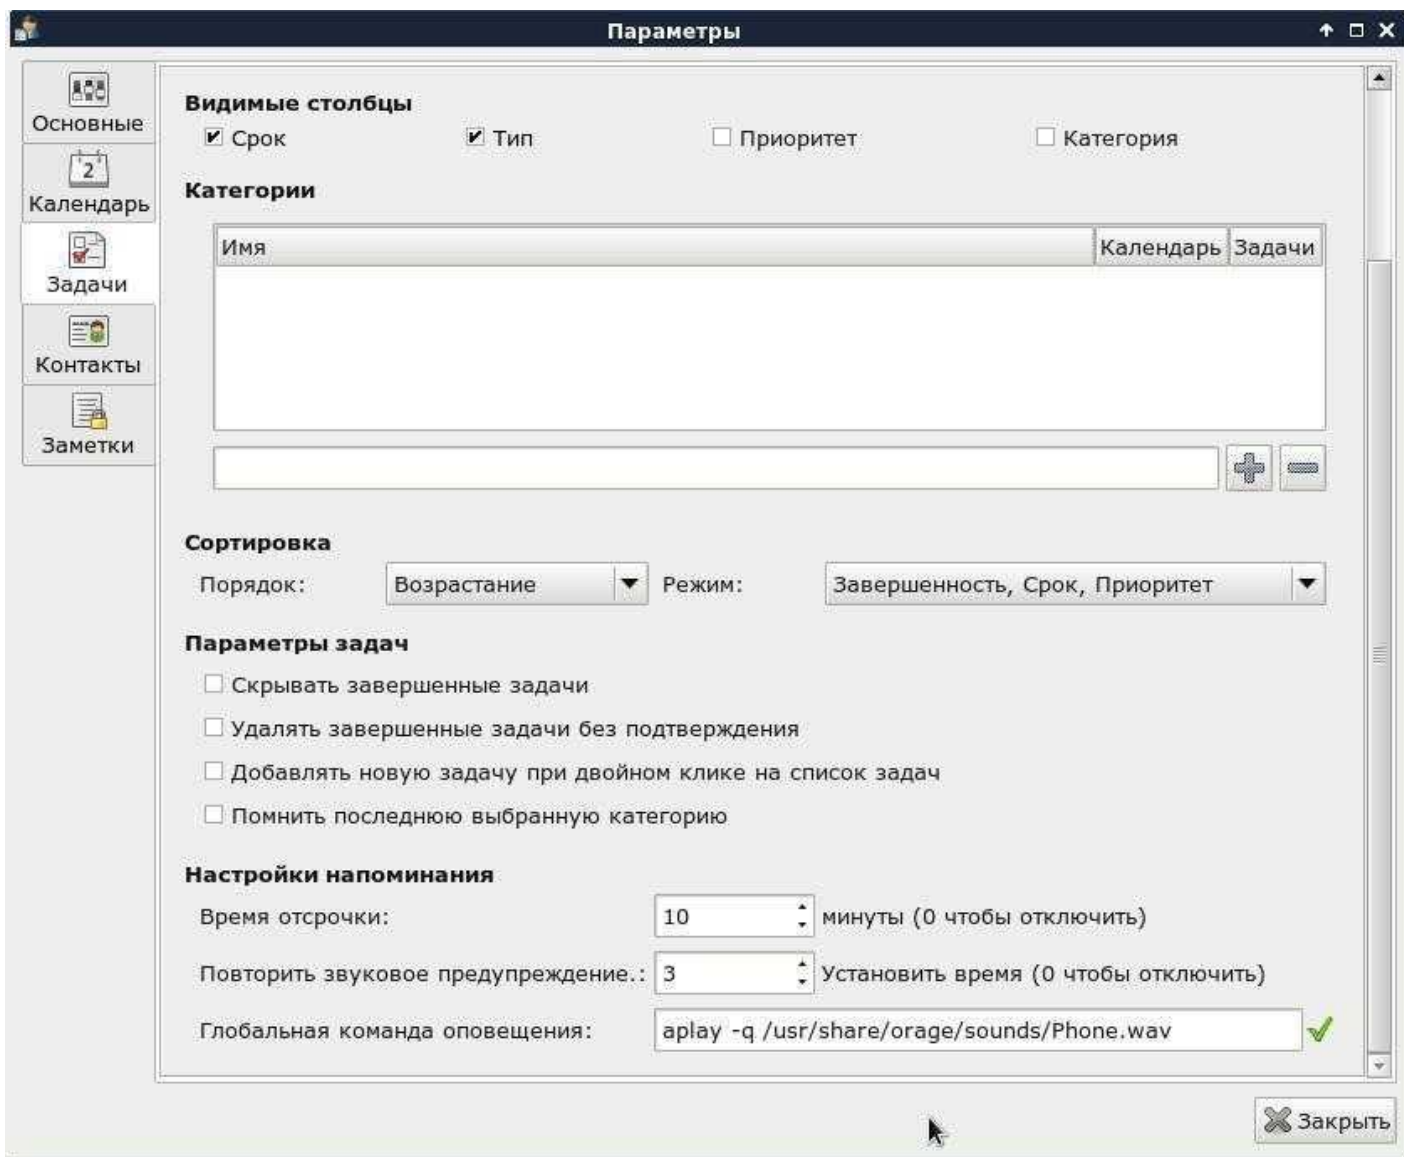 Параметры
Основные
2
Календарь
Задачи
Контакты
Заметки
Видимые столбцы
Срок Тип Приоритет Категория
Категории
Имя Календарь Задачи
Сортировка
Порядок: Возрастание Режим: Завершенность, Срок, Приоритет
Параметры задач
Скрывать завершенные задачи
Удалять завершенные задачи без подтверждения
Добавлять новую задачу при двойном клике на список задач
Помнить последнюю выбранную категорию
Настройки напоминания
Время отсрочки: 10 минуты (0 чтобы отключить)
Повторить звуковое предупреждение.: 3 Установить время (0 чтобы отключить)
Глобальная команда оповещения: aplay -q /usr/share/orage/sounds/Phone.wav
Закрыть